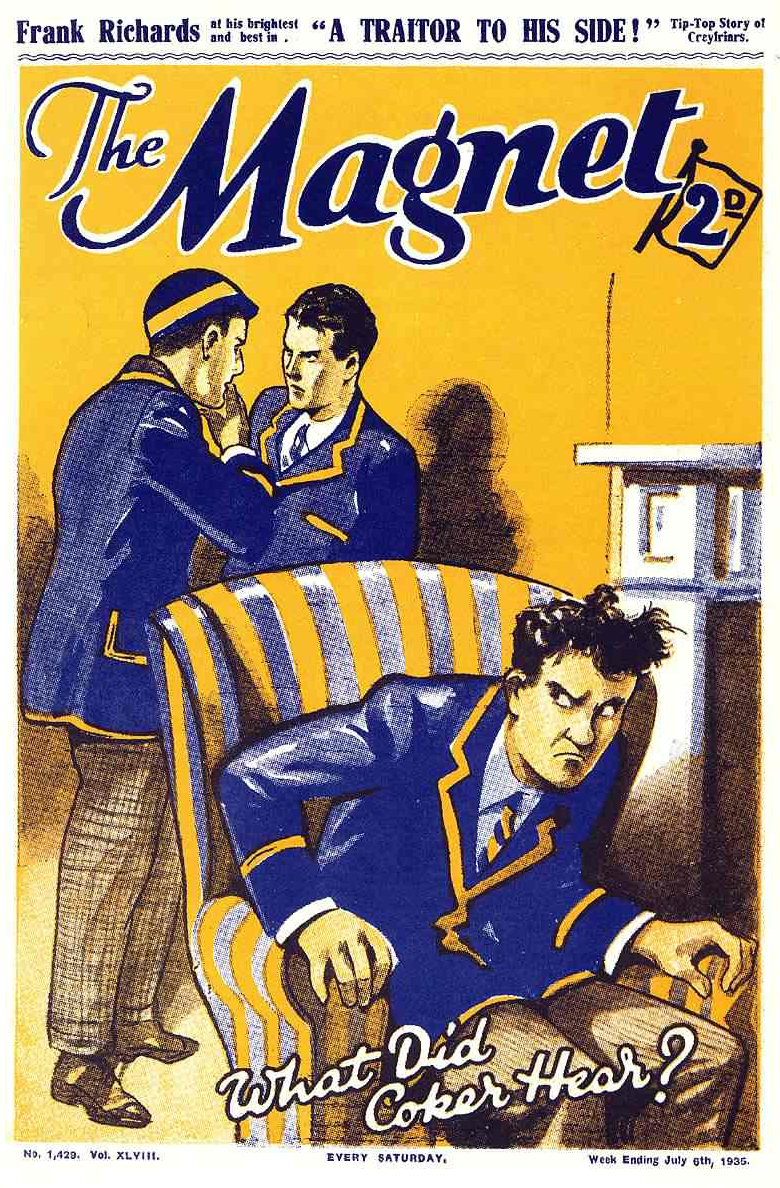 Frank Richards at his brightest and best in . "A TRAITOR TO HIS SIDE!" Tip-Top Story of Greyfriars.
The Magnet
2D
What Did
Coker Hear?
No. 1,429. Vol. XLVIII. EVERY SATURDAY. Week Ending July 6th, 1935.